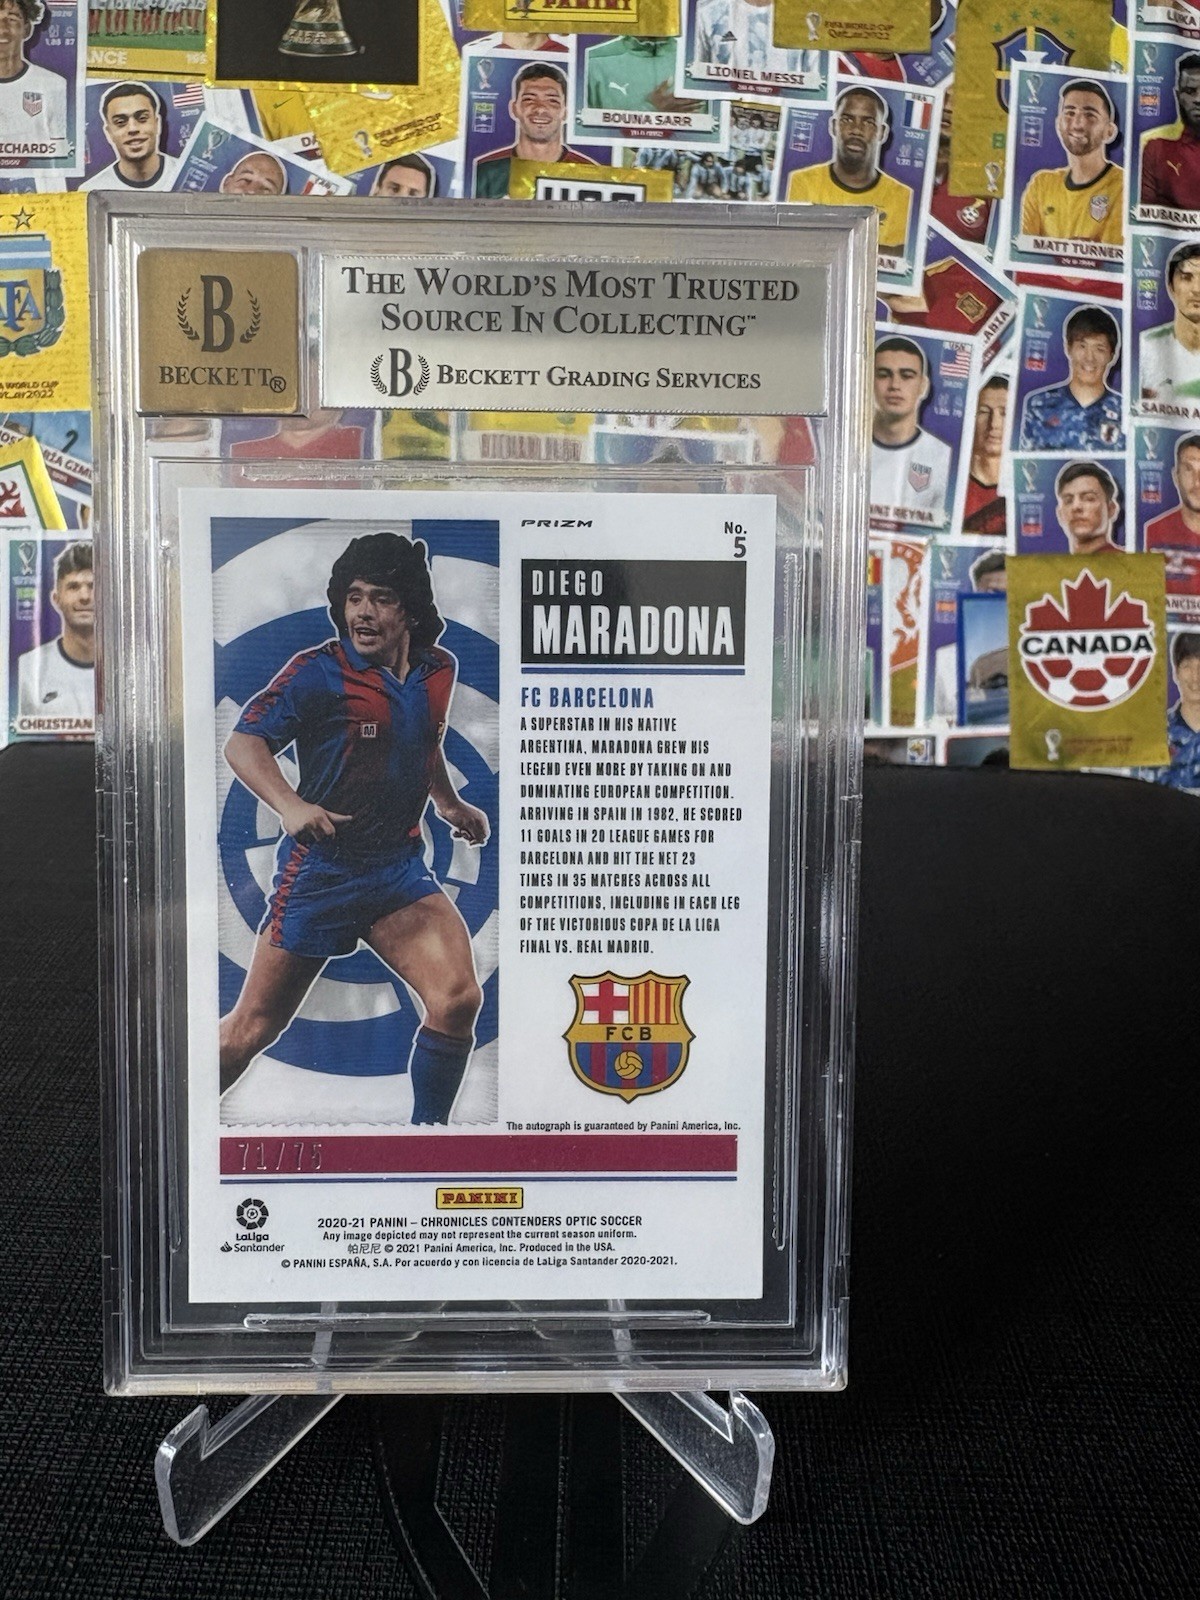 ICHARDS
ANCE
195
LIONEL MESSI
BOUNA SARR
MATT TURNER
MUBARAK
THE WORLD'S MOST TRUSTED
SOURCE IN COLLECTING™
B
BECKETT®
B BECKETT GRADING SERVICES
SARDAR A
CHRISTIAN
CANADA
PRIZM
No.
5
DIEGO
MARADONA
FC BARCELONA
A SUPERSTAR IN HIS NATIVE
ARGENTINA, MARADONA GREW HIS
LEGEND EVEN MORE BY TAKING ON AND
DOMINATING EUROPEAN COMPETITION.
ARRIVING IN SPAIN IN 1982, HE SCORED
11 GOALS IN 20 LEAGUE GAMES FOR
BARCELONA AND HIT THE NET 23
TIMES IN 35 MATCHES ACROSS ALL
COMPETITIONS, INCLUDING IN EACH LEG
OF THE VICTORIOUS COPA DE LA LIGA
FINAL VS. REAL MADRID.
FCB
The autograph is guaranteed by Panini America, Inc.
71/75
PANINI
LaLiga
Santander
2020-21 PANINI – CHRONICLES CONTENDERS OPTIC SOCCER
Any image depicted may not represent the current season uniform.
帕尼尼 © 2021 Panini America, Inc. Produced in the USA.
© PANINI ESPAÑA, S.A. Por acuerdo y con licencia de LaLiga Santander 2020-2021.